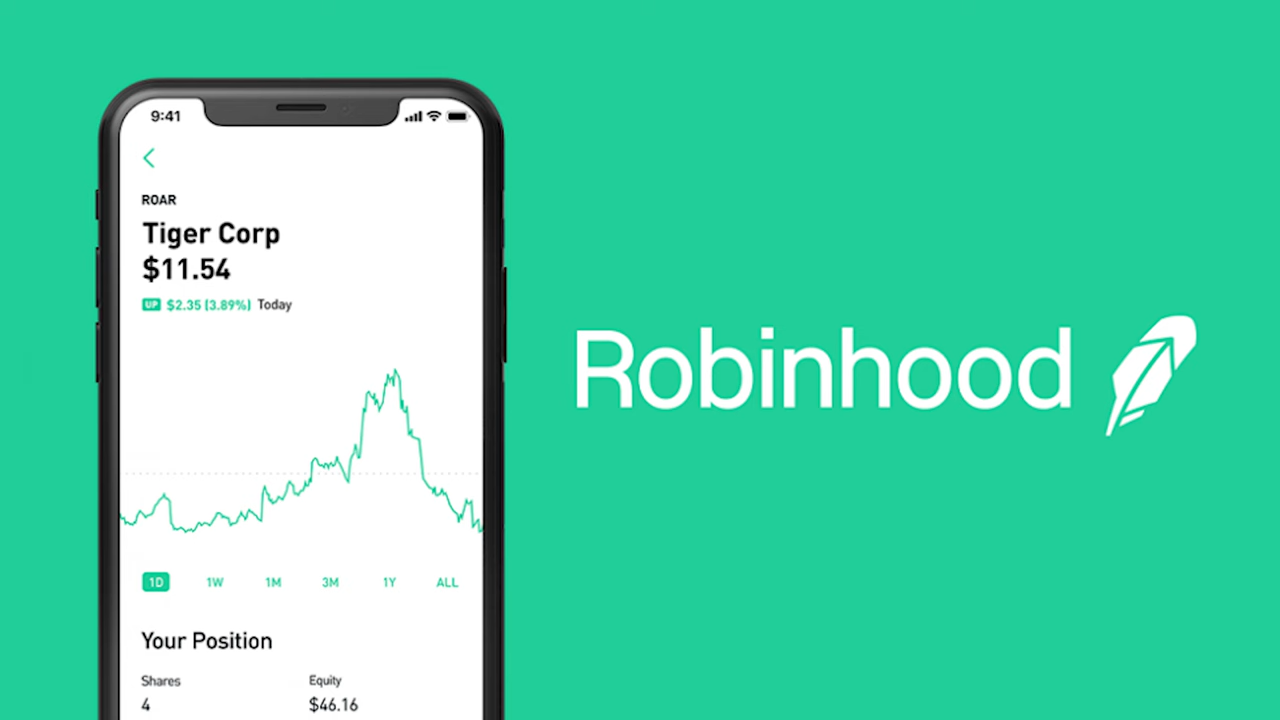 9:41
ROAR
Tiger Corp
$11.54
UP $2.35 (3.89%) Today
1D 1W 1M 3M 1Y ALL
Your Position
Shares Equity
4 $46.16
Robinhood